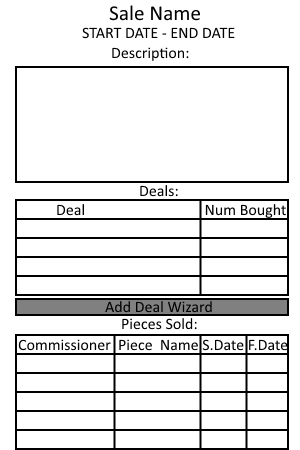 Sale Name
START DATE - END DATE
Description:
Deals:
Deal Num Bought
Add Deal Wizard
Pieces Sold:
Commissioner Piece Name S.Date F.Date